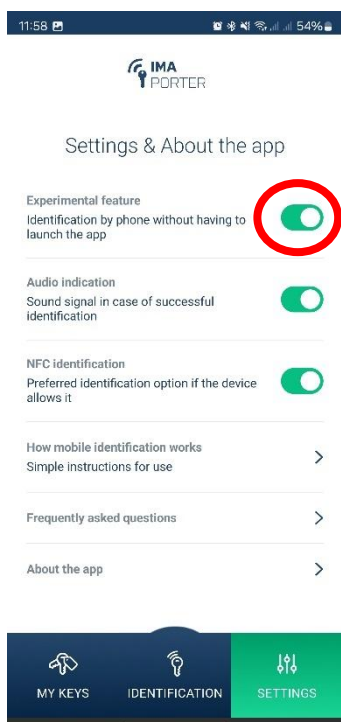 11:58 54%
IMA
PORTER
Settings & About the app
Experimental feature
Identification by phone without having to
launch the app
Audio indication
Sound signal in case of successful
identification
NFC identification
Preferred identification option if the device
allows it
How mobile identification works
Simple instructions for use
Frequently asked questions
About the app
MY KEYS IDENTIFICATION SETTINGS